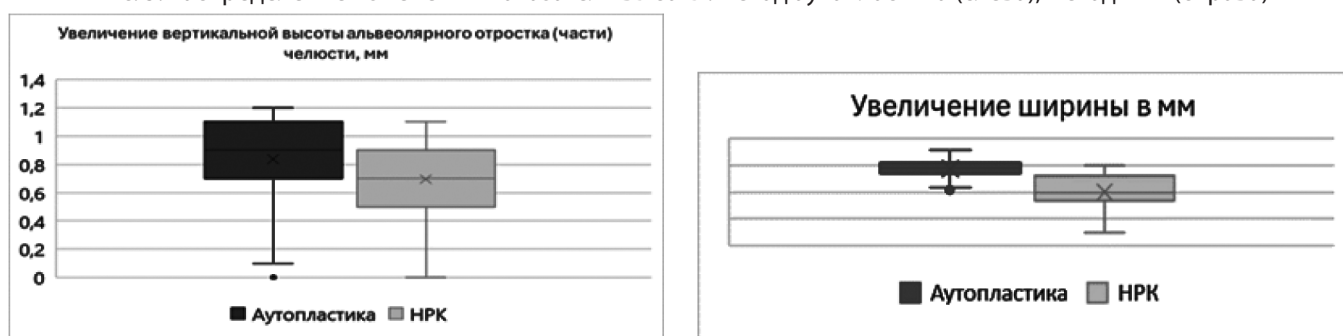 Увеличение вертикальной высоты альвеолярного отростка (части)
челюсти, мм
1,4
1,2
1
0,8
0,6
0,4
0,2
0
Аутопластика НРК
Увеличение ширины в мм
Аутопластика НРК